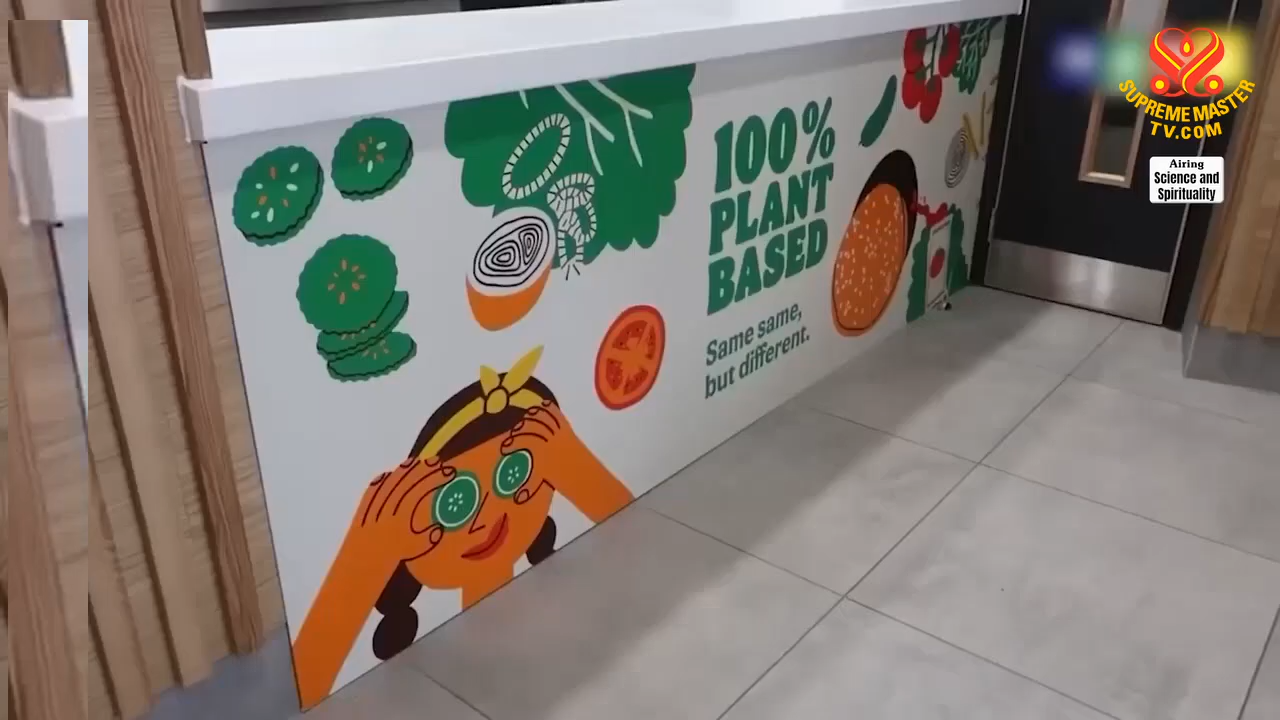 100%
PLANT
BASED
Same same,
but different.
SUPREME MASTER
TV.COM
Airing
Science and
Spirituality